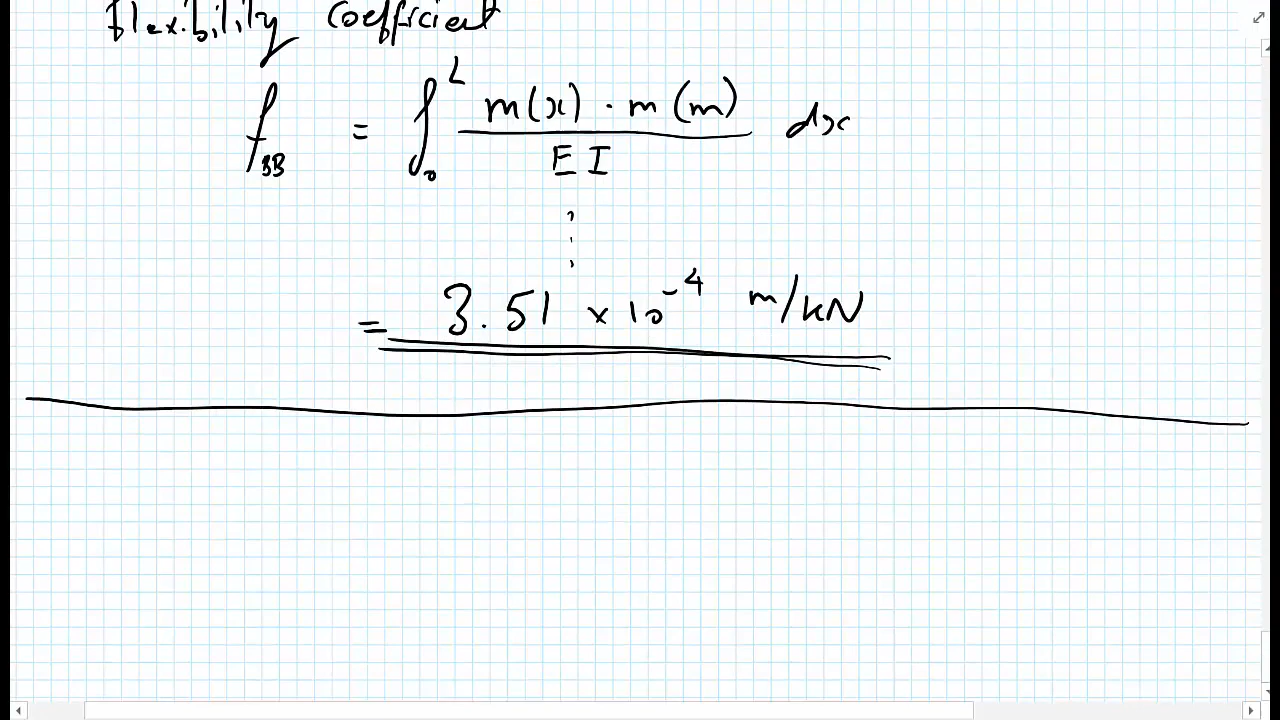 flexibility coefficient
f_BB = ∫_0^L m(x) · m(m) / EI dx
⋮
= 3.51 × 10^-4 m/kN